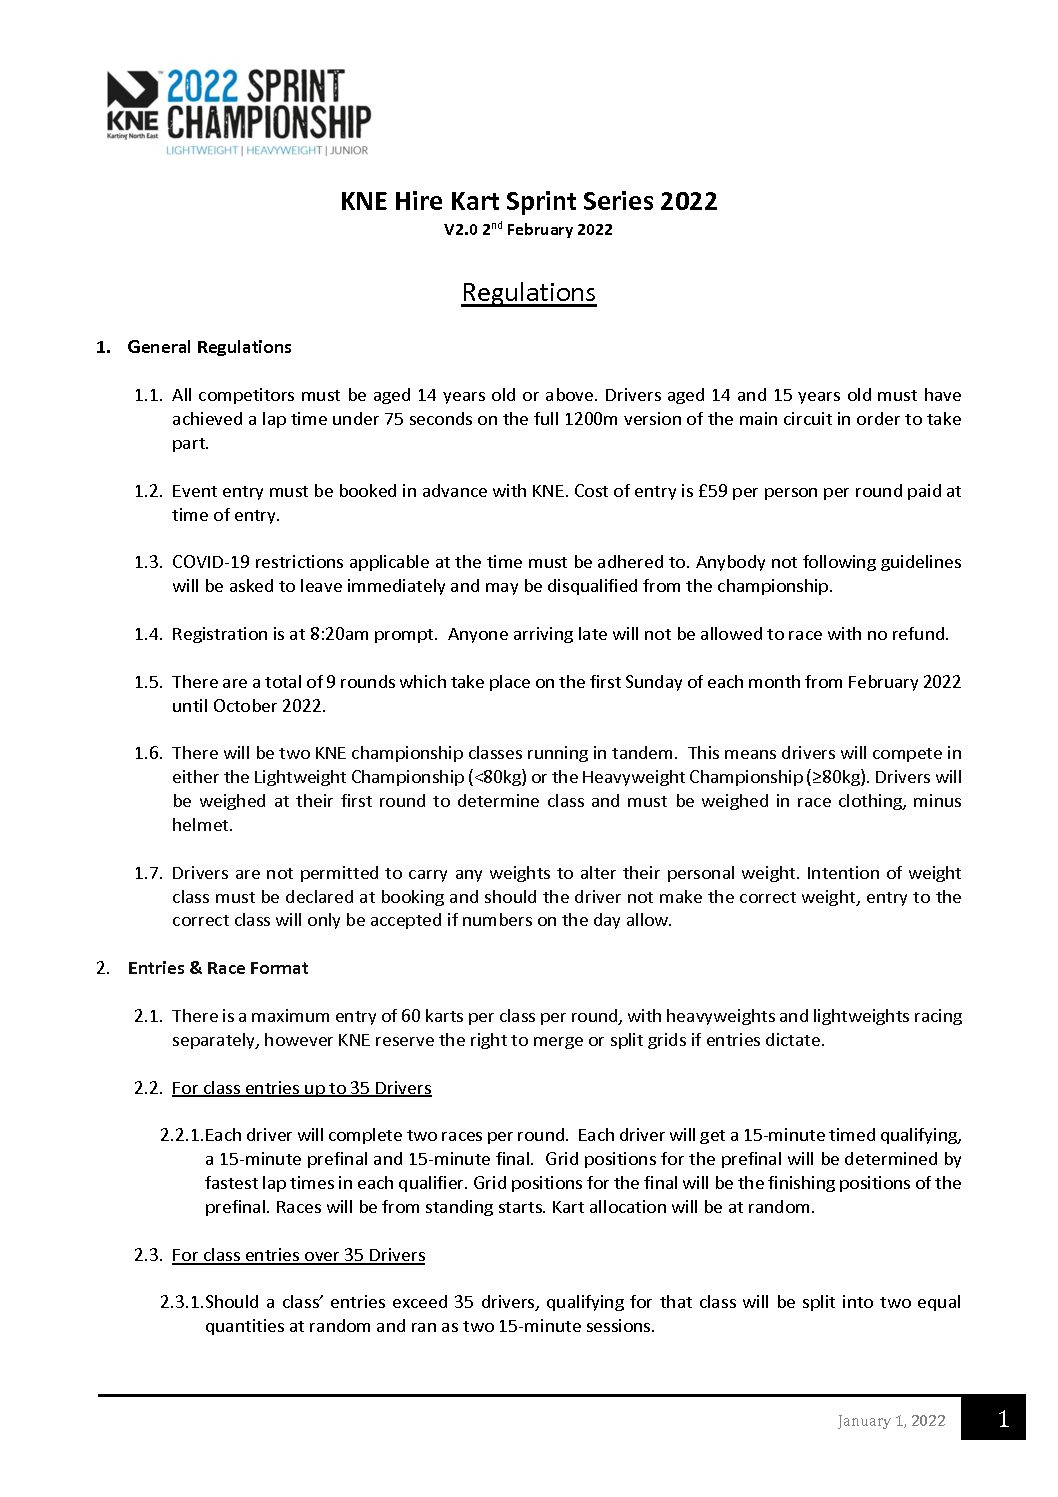 KNE
Karting North East
2022 SPRINT
CHAMPIONSHIP
LIGHTWEIGHT | HEAVYWEIGHT | JUNIOR
KNE Hire Kart Sprint Series 2022
V2.0 2nd February 2022
Regulations
1. General Regulations
1.1. All competitors must be aged 14 years old or above. Drivers aged 14 and 15 years old must have
achieved a lap time under 75 seconds on the full 1200m version of the main circuit in order to take
part.
1.2. Event entry must be booked in advance with KNE. Cost of entry is £59 per person per round paid at
time of entry.
1.3. COVID-19 restrictions applicable at the time must be adhered to. Anybody not following guidelines
will be asked to leave immediately and may be disqualified from the championship.
1.4. Registration is at 8:20am prompt. Anyone arriving late will not be allowed to race with no refund.
1.5. There are a total of 9 rounds which take place on the first Sunday of each month from February 2022
until October 2022.
1.6. There will be two KNE championship classes running in tandem. This means drivers will compete in
either the Lightweight Championship (<80kg) or the Heavyweight Championship (≥80kg). Drivers will
be weighed at their first round to determine class and must be weighed in race clothing, minus
helmet.
1.7. Drivers are not permitted to carry any weights to alter their personal weight. Intention of weight
class must be declared at booking and should the driver not make the correct weight, entry to the
correct class will only be accepted if numbers on the day allow.
2. Entries & Race Format
2.1. There is a maximum entry of 60 karts per class per round, with heavyweights and lightweights racing
separately, however KNE reserve the right to merge or split grids if entries dictate.
2.2. For class entries up to 35 Drivers
2.2.1.Each driver will complete two races per round. Each driver will get a 15-minute timed qualifying,
a 15-minute prefinal and 15-minute final. Grid positions for the prefinal will be determined by
fastest lap times in each qualifier. Grid positions for the final will be the finishing positions of the
prefinal. Races will be from standing starts. Kart allocation will be at random.
2.3. For class entries over 35 Drivers
2.3.1.Should a class’ entries exceed 35 drivers, qualifying for that class will be split into two equal
quantities at random and ran as two 15-minute sessions.
January 1, 2022
1